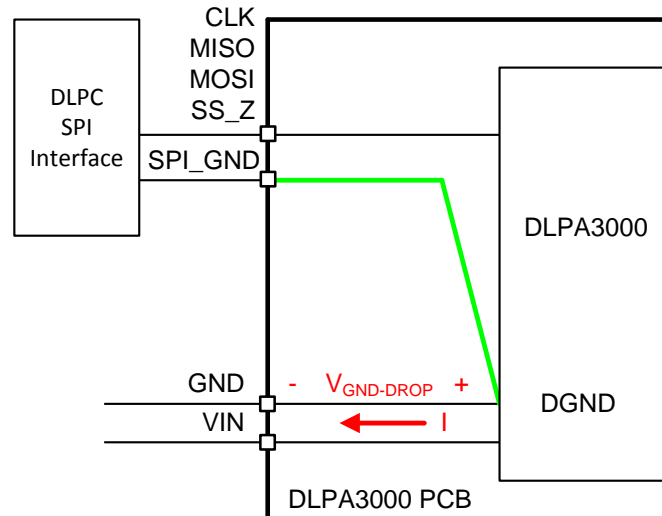 CLK
MISO
MOSI
SS_Z
DLPC
SPI
Interface
SPI_GND
DLPA3000
GND
- VGND-DROP +
DGND
VIN
I
DLPA3000 PCB